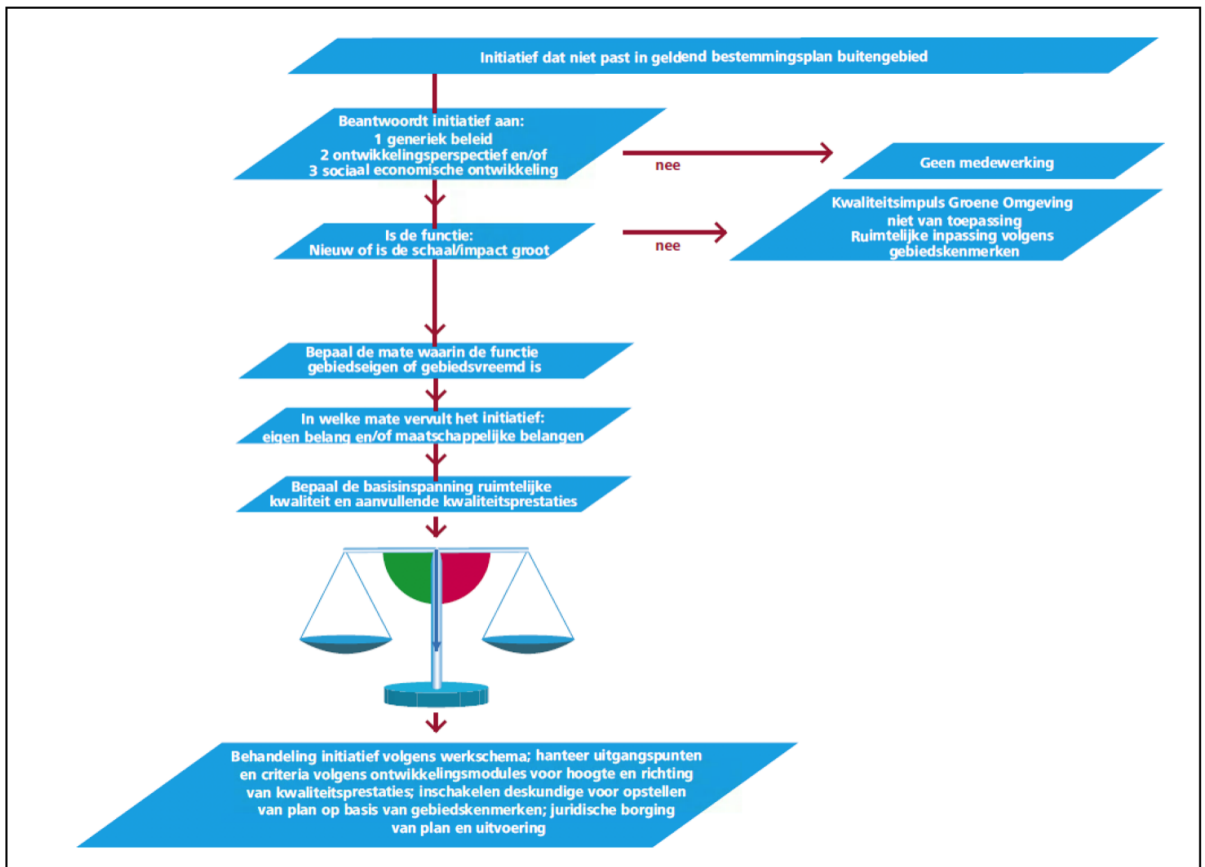 Initiatief dat niet past in geldend bestemmingsplan buitengebied
Beantwoordt initiatief aan:
1 generiek beleid
2 ontwikkelingsperspectief en/of
3 sociaal economische ontwikkeling
nee
Geen medewerking
Is de functie:
Nieuw of is de schaal/impact groot
nee
Kwaliteitsimpuls Groene Omgeving
niet van toepassing
Ruimtelijke inpassing volgens
gebiedskenmerken
Bepaal de mate waarin de functie
gebiedseigen of gebiedsvreemd is
In welke mate vervult het initiatief:
eigen belang en/of maatschappelijke belangen
Bepaal de basisinspanning ruimtelijke
kwaliteit en aanvullende kwaliteitsprestaties
Behandeling initiatief volgens werkschema; hanteer uitgangspunten
en criteria volgens ontwikkelingsmodules voor hoogte en richting
van kwaliteitsprestaties; inschakelen deskundige voor opstellen
van plan op basis van gebiedskenmerken; juridische borging
van plan en uitvoering